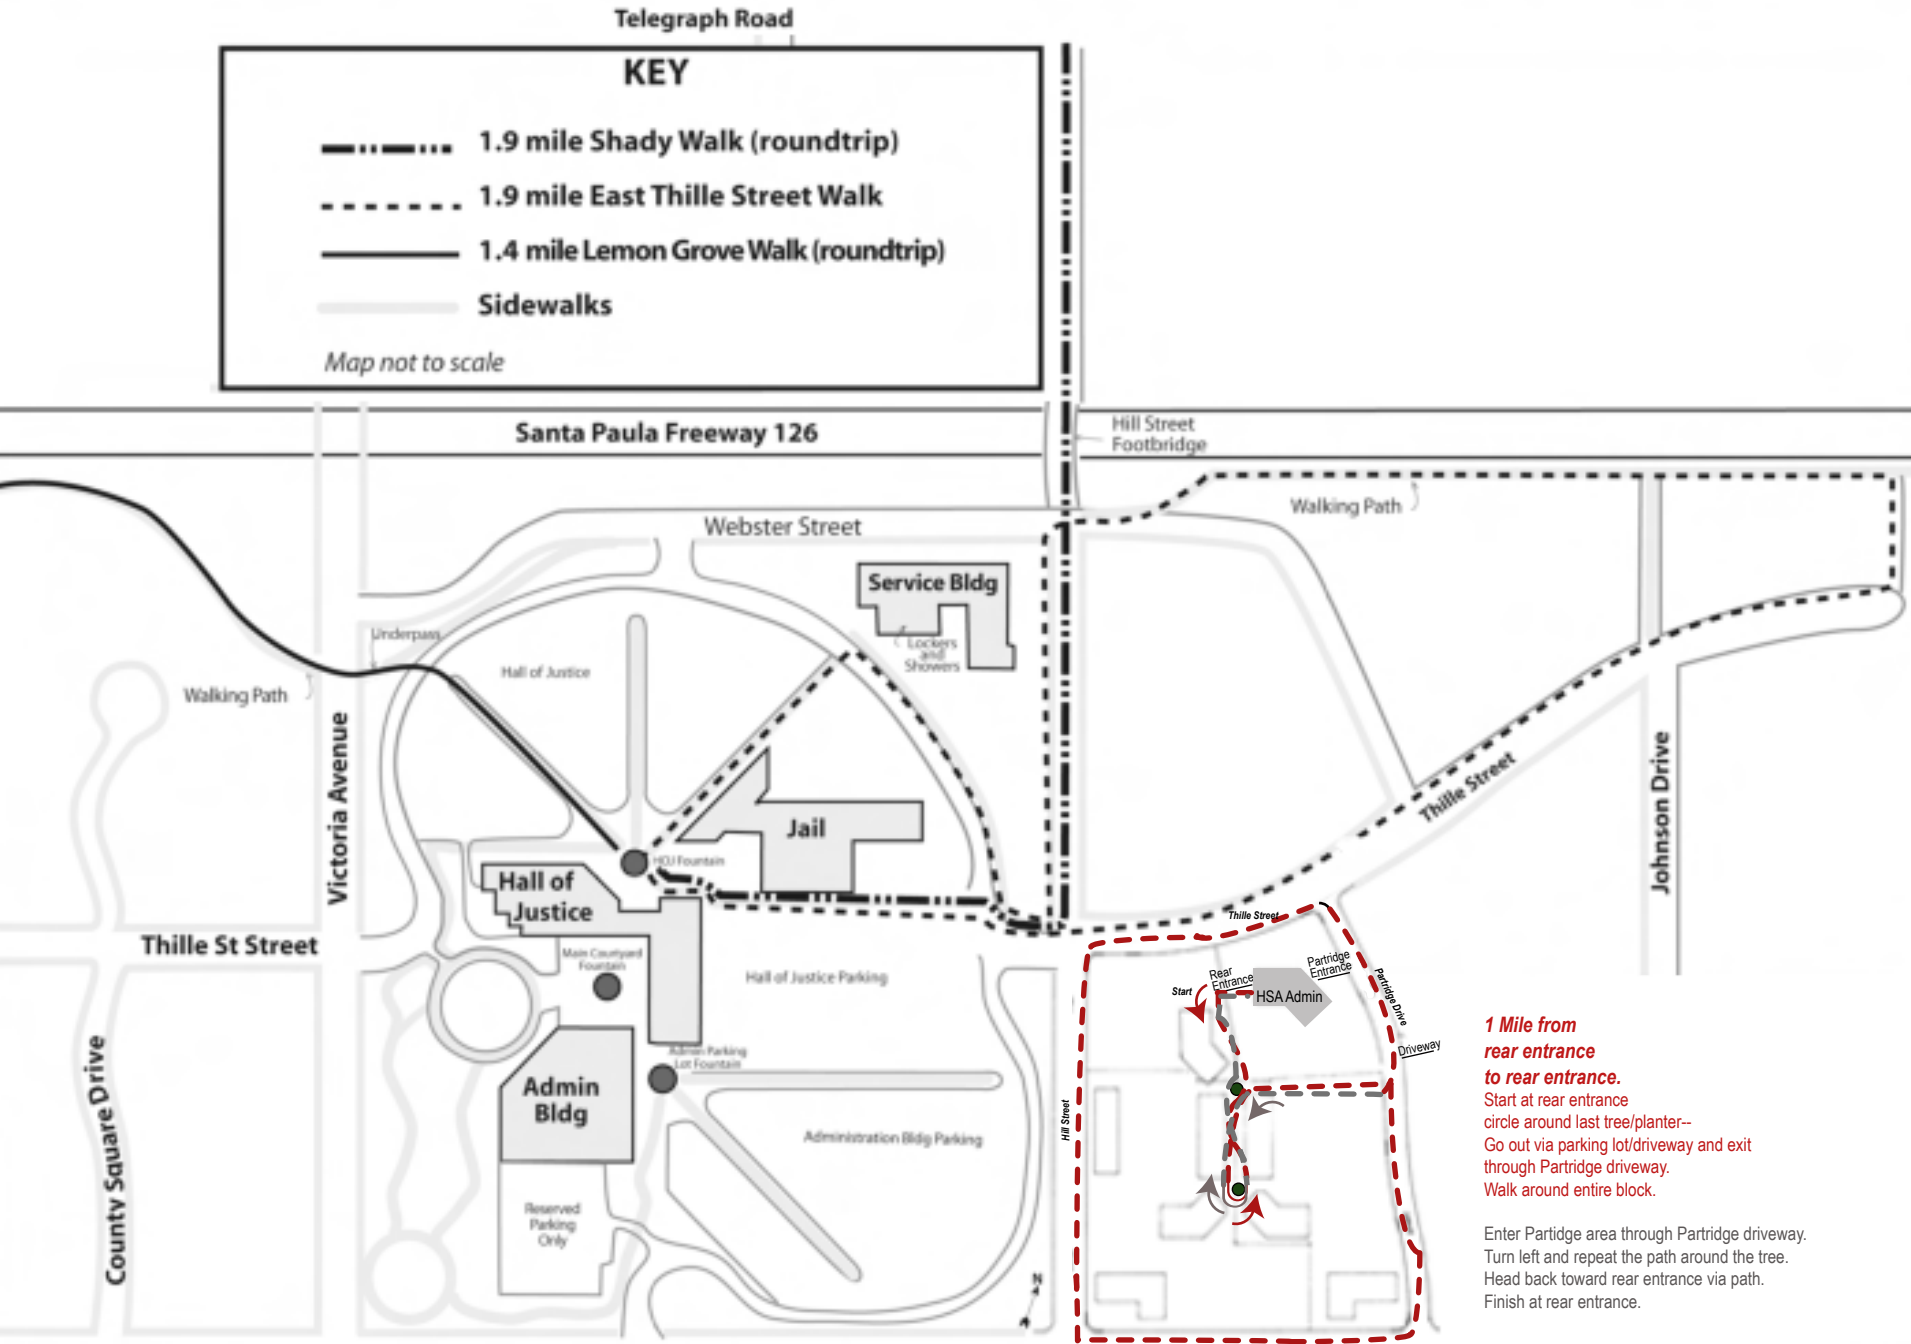 Telegraph Road
KEY
1.9 mile Shady Walk (roundtrip)
1.9 mile East Thille Street Walk
1.4 mile Lemon Grove Walk (roundtrip)
Sidewalks
Map not to scale
Santa Paula Freeway 126
Hill Street
Footbridge
Walking Path
Webster Street
Service Bldg
Lockers
and
Showers
Underpass
Hall of Justice
Walking Path
Victoria Avenue
Thille Street
Johnson Drive
Jail
HOJ Fountain
Hall of
Justice
Thille St Street
Main Courtyard
Fountain
Hall of Justice Parking
Thille Street
Rear
Entrance
Partridge
Entrance
Start
HSA Admin
Partridge Drive
Driveway
County Square Drive
Admin
Bldg
Admin Parking
Lot Fountain
Administration Bldg Parking
Hill Street
Reserved
Parking
Only
N
1 Mile from
rear entrance
to rear entrance.
Start at rear entrance
circle around last tree/planter--
Go out via parking lot/driveway and exit
through Partridge driveway.
Walk around entire block.
Enter Partidge area through Partridge driveway.
Turn left and repeat the path around the tree.
Head back toward rear entrance via path.
Finish at rear entrance.